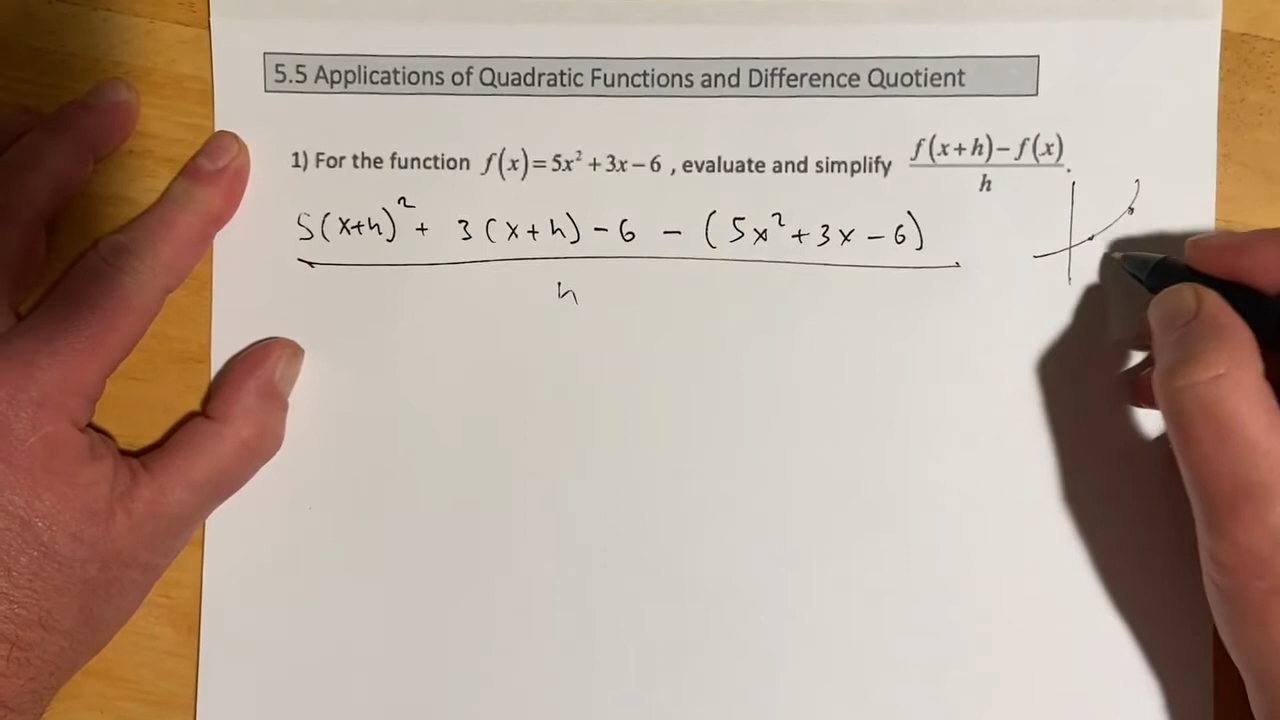 5.5 Applications of Quadratic Functions and Difference Quotient
1) For the function f(x)=5x²+3x−6 , evaluate and simplify f(x+h)−f(x) / h .
5(x+h)² + 3(x+h) − 6 − (5x²+3x−6)
h